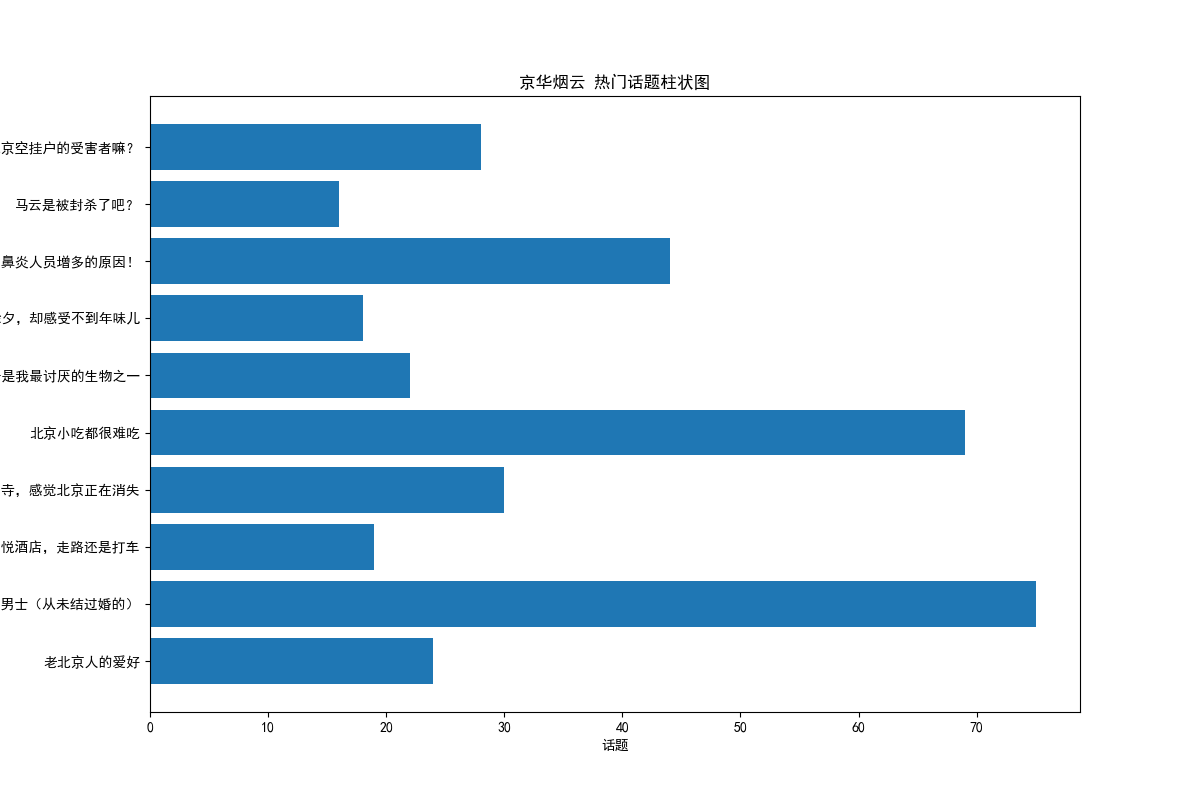 京华烟云 热门话题柱状图
京空挂户的受害者嘛？
马云是被封杀了吧？
鼻炎人员增多的原因！
夕，却感受不到年味儿
是我最讨厌的生物之一
北京小吃都很难吃
寺，感觉北京正在消失
悦酒店，走路还是打车
男士（从未结过婚的）
老北京人的爱好
0 10 20 30 40 50 60 70
话题